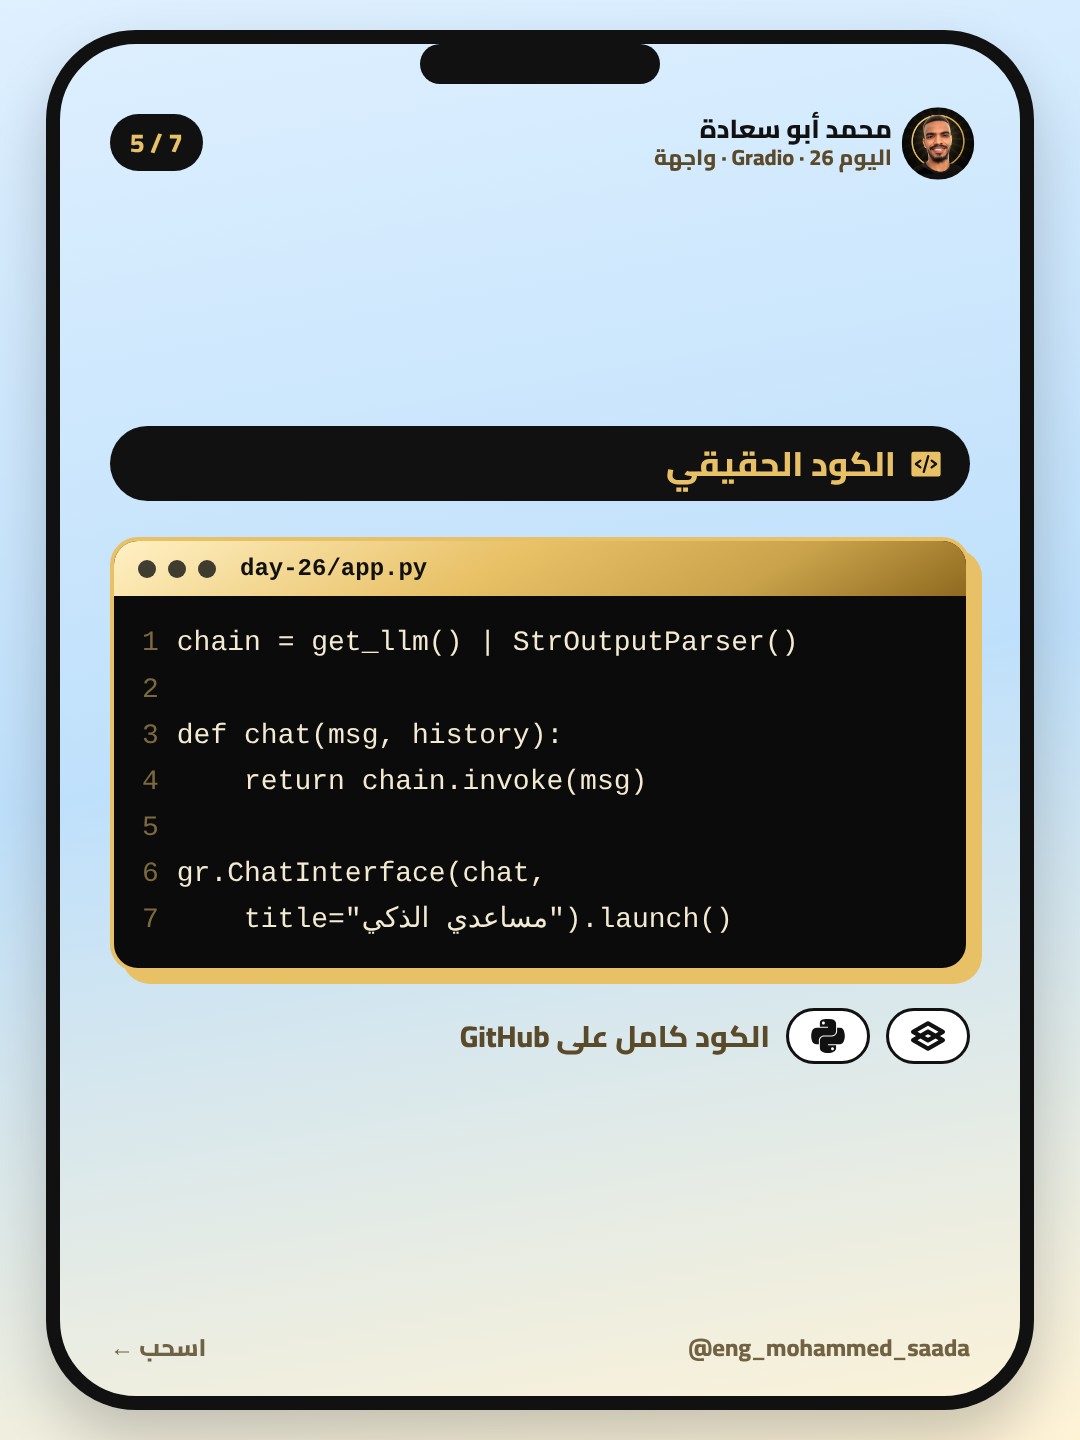 محمد أبو سعادة
اليوم 26 · Gradio · واجهة
5 / 7
الكود الحقيقي
day-26/app.py
1 chain = get_llm() | StrOutputParser()
2
3 def chat(msg, history):
4     return chain.invoke(msg)
5
6 gr.ChatInterface(chat,
7     title="مساعدي الذكي").launch()
الكود كامل على GitHub
@eng_mohammed_saada
اسحب ←